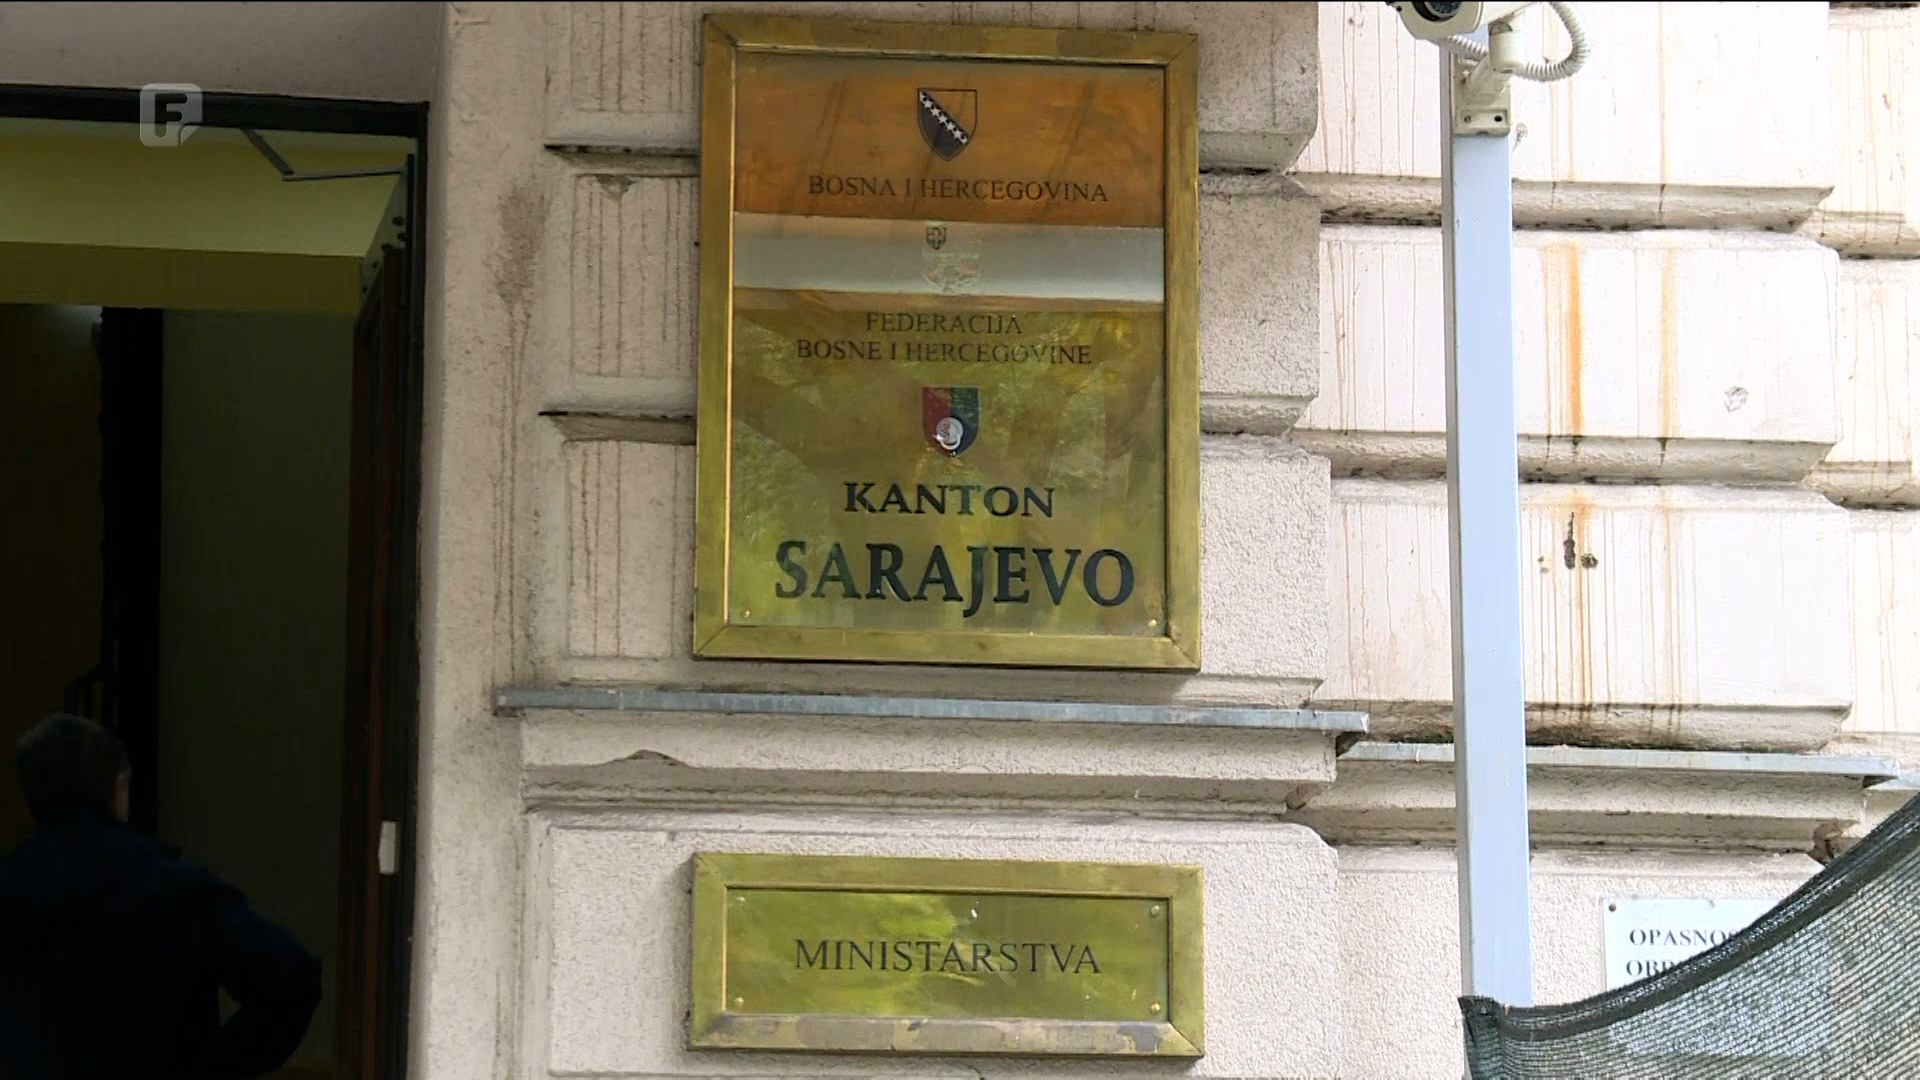 F
BOSNA I HERCEGOVINA
FEDERACIJA
BOSNE I HERCEGOVINE
KANTON
SARAJEVO
MINISTARSTVA